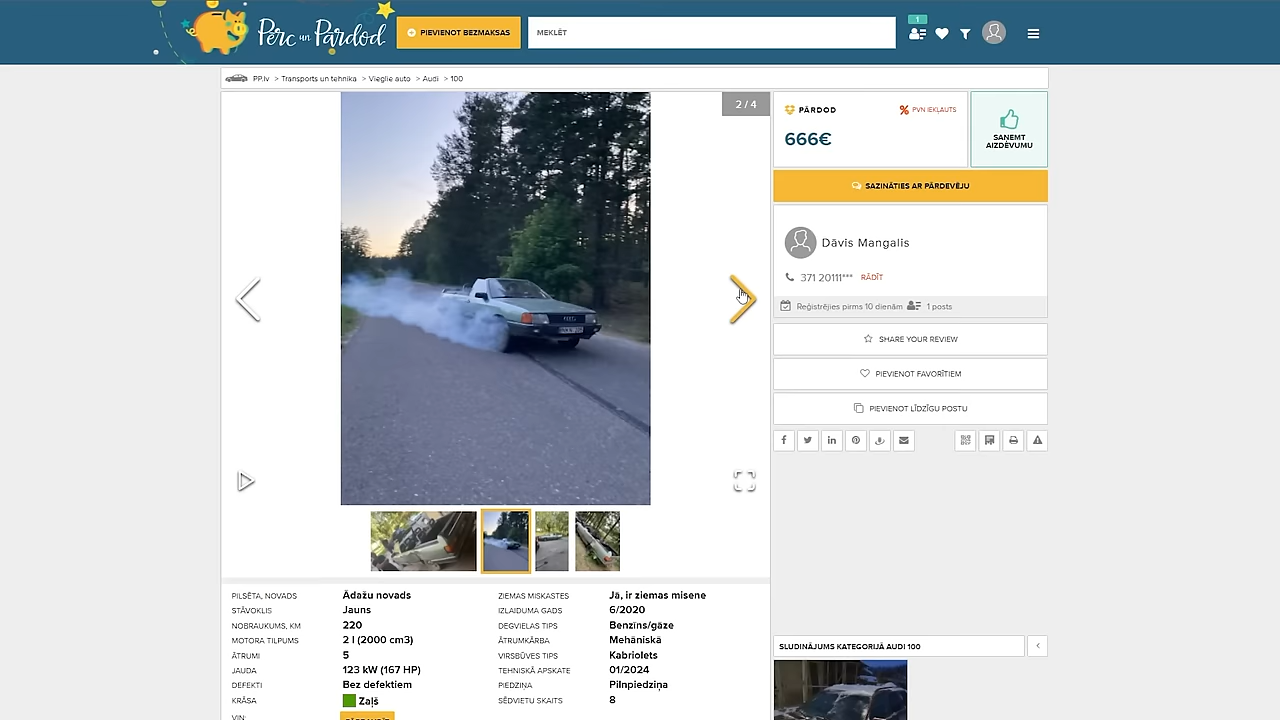 Perc un Pārdod
PIEVIENOT BEZMAKSAS
MEKLĒT
1
PP.lv > Transports un tehnika > Vieglie auto > Audi > 100
2 / 4
PĀRDOD
PVN IEKĻAUTS
666€
SAŅEMT
AIZDEVUMU
SAZINĀTIES AR PĀRDEVĒJU
Dāvis Mangalis
371 20111*** RĀDĪT
Reģistrējies pirms 10 dienām 1 posts
SHARE YOUR REVIEW
PIEVIENOT FAVORĪTIEM
PIEVIENOT LĪDZĪGU POSTU
PILSĒTA, NOVADS Ādažu novads
ZIEMAS MISKASTES Jā, ir ziemas misene
STĀVOKLIS Jauns
IZLAIDUMA GADS 6/2020
NOBRAUKUMS, KM 220
DEGVIELAS TIPS Benzīns/gāze
MOTORA TILPUMS 2 l (2000 cm3)
ĀTRUMKĀRBA Mehāniskā
ĀTRUMI 5
VIRSBŪVES TIPS Kabriolets
JAUDA 123 kW (167 HP)
TEHNISKĀ APSKATE 01/2024
DEFEKTI Bez defektiem
PIEDZIŅA Pilnpiedziņa
KRĀSA Zaļš
SĒDVIETU SKAITS 8
VIN:
SLUDINĀJUMS KATEGORIJĀ AUDI 100